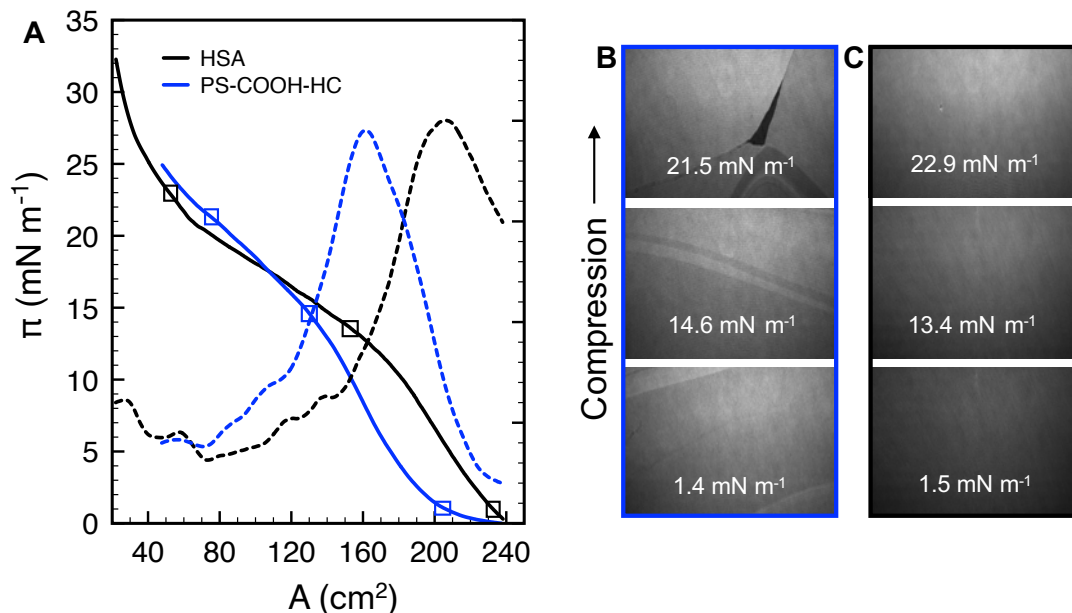 A
HSA
PS-COOH-HC
35
30
25
20
15
10
5
0
π (mN m⁻¹)
40
80
120
160
200
240
A (cm²)
Compression
B
21.5 mN m⁻¹
14.6 mN m⁻¹
1.4 mN m⁻¹
C
22.9 mN m⁻¹
13.4 mN m⁻¹
1.5 mN m⁻¹